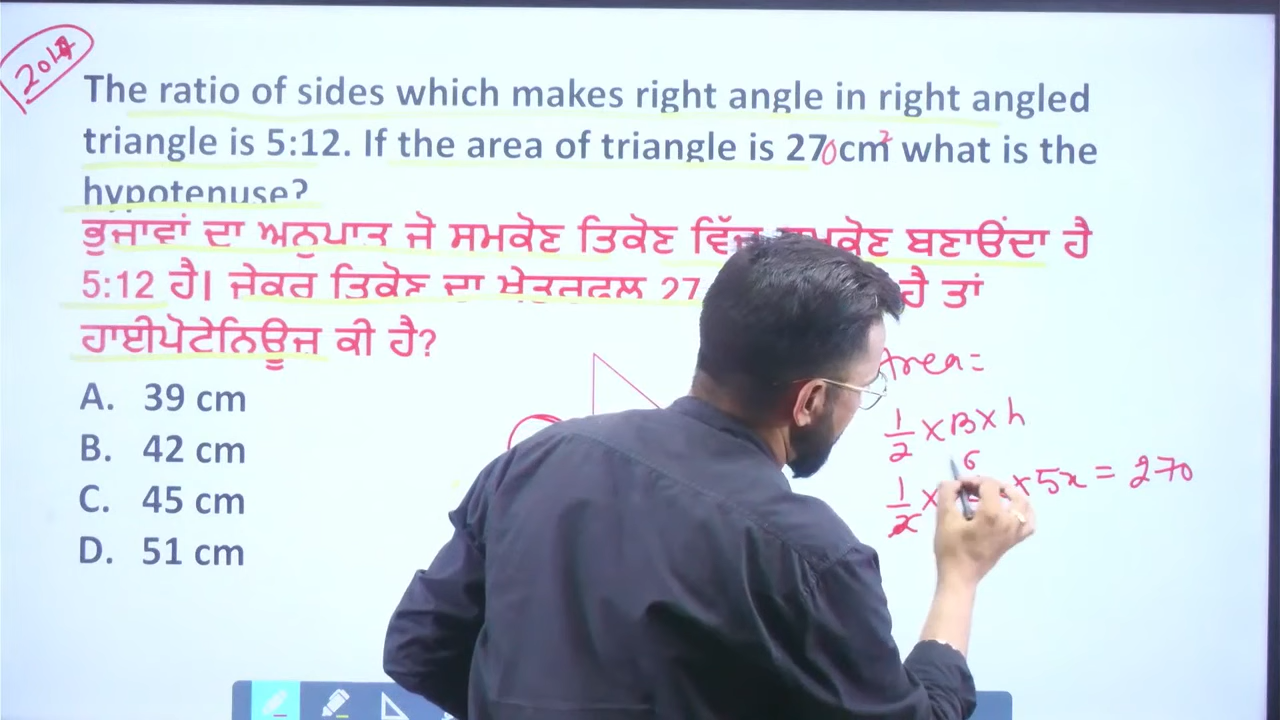 2017
The ratio of sides which makes right angle in right angled
triangle is 5:12. If the area of triangle is 270cm² what is the
hypotenuse?
ਭੁਜਾਵਾਂ ਦਾ ਅਨੁਪਾਤ ਜੋ ਸਮਕੋਣ ਤਿਕੋਣ ਵਿੱਚ ਸਮਕੋਣ ਬਣਾਉਂਦਾ ਹੈ
5:12 ਹੈ। ਜੇਕਰ ਤਿਕੋਣ ਦਾ ਖੇਤਰਫਲ 27 ਹੈ ਤਾਂ
ਹਾਈਪੋਟੇਨਿਊਜ ਕੀ ਹੈ?
A. 39 cm
B. 42 cm
C. 45 cm
D. 51 cm
Area =
1/2 × B × h
6
1/2 × × 5x = 270